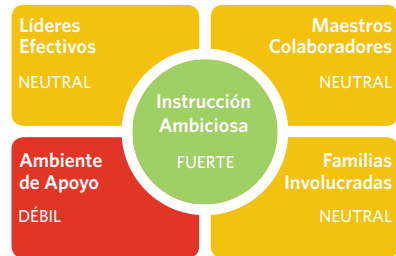 Líderes
Efectivos
NEUTRAL
Maestros
Colaboradores
NEUTRAL
Instrucción
Ambiciosa
FUERTE
Ambiente
de Apoyo
DÉBIL
Familias
Involucradas
NEUTRAL